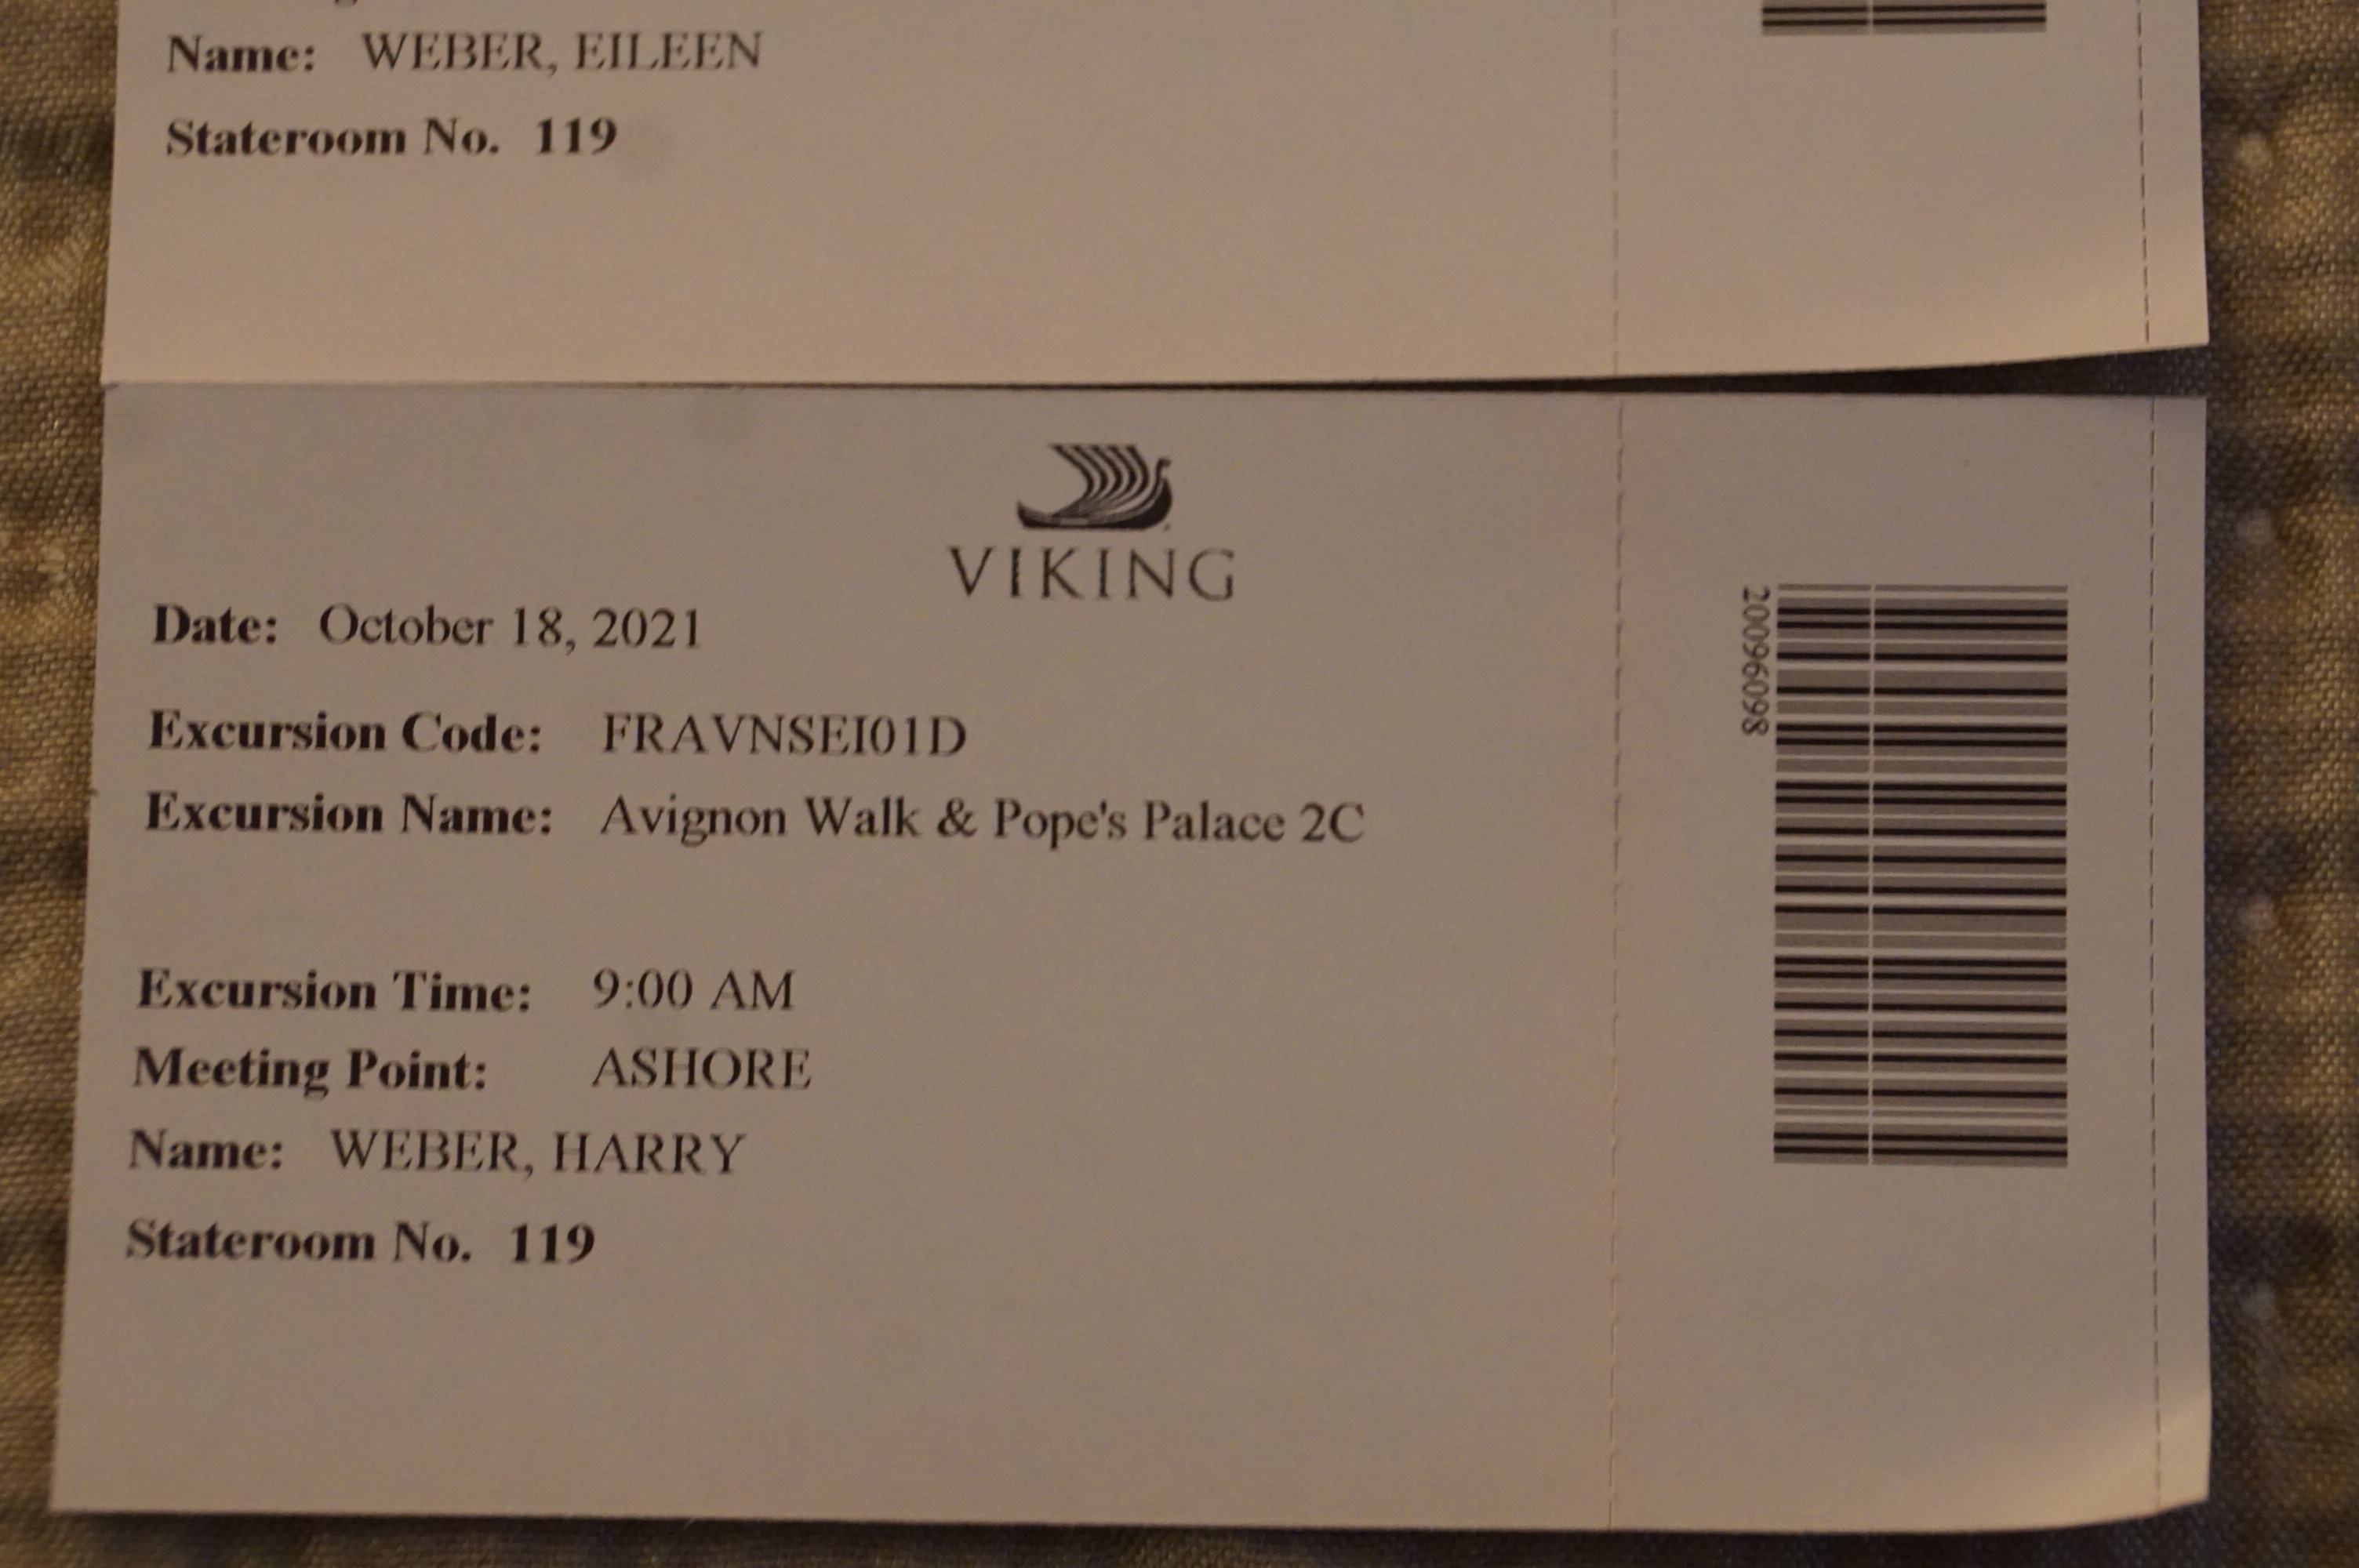 Name: WEBER, EILEEN
Stateroom No. 119
VIKING
Date: October 18, 2021
Excursion Code: FRAVNSEI01D
Excursion Name: Avignon Walk & Pope's Palace 2C
Excursion Time: 9:00 AM
Meeting Point: ASHORE
Name: WEBER, HARRY
Stateroom No. 119
200966098